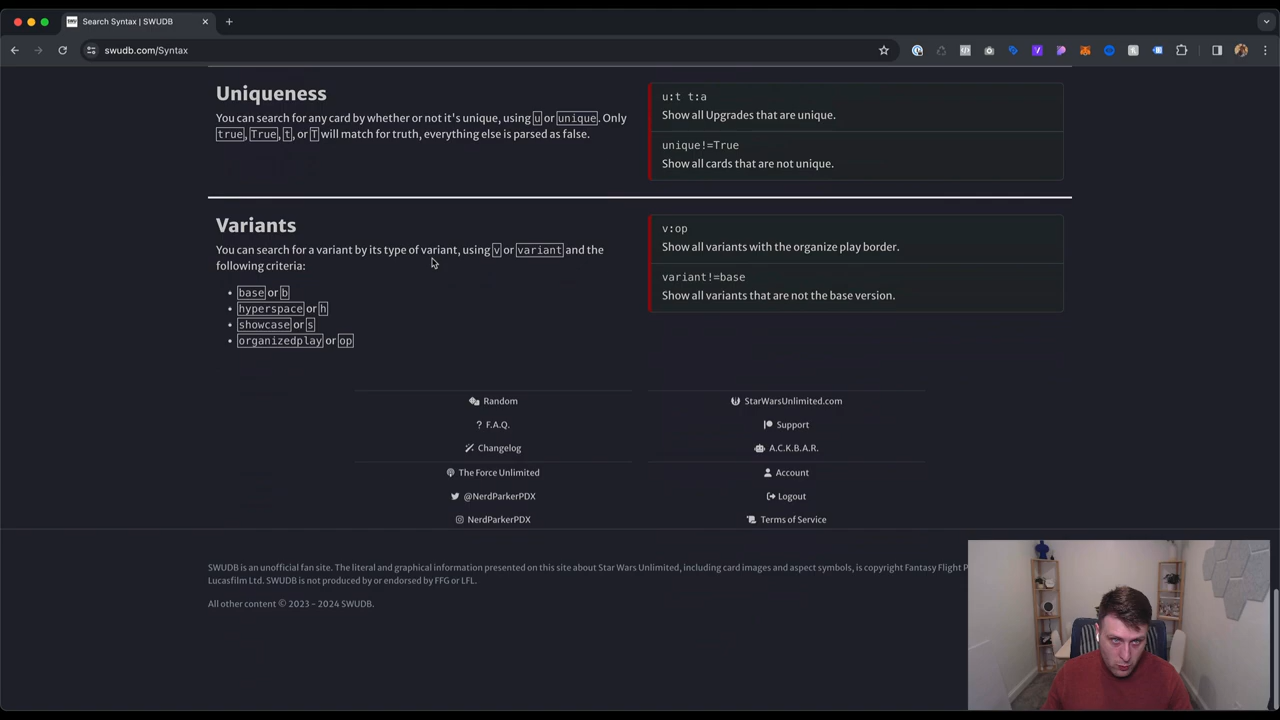 Search Syntax | SWUDB
swudb.com/Syntax
Uniqueness
You can search for any card by whether or not it's unique, using u or unique. Only
true, True, t, or T will match for truth, everything else is parsed as false.
u:t t:a
Show all Upgrades that are unique.
unique!=True
Show all cards that are not unique.
Variants
You can search for a variant by its type of variant, using v or variant and the
following criteria:
• base or b
• hyperspace or h
• showcase or s
• organizedplay or op
v:op
Show all variants with the organize play border.
variant!=base
Show all variants that are not the base version.
Random
? F.A.Q.
Changelog
The Force Unlimited
@NerdParkerPDX
NerdParkerPDX
StarWarsUnlimited.com
Support
A.C.K.B.A.R.
Account
Logout
Terms of Service
SWUDB is an unofficial fan site. The literal and graphical information presented on this site about Star Wars Unlimited, including card images and aspect symbols, is copyright Fantasy Flight P
Lucasfilm Ltd. SWUDB is not produced by or endorsed by FFG or LFL.
All other content © 2023 - 2024 SWUDB.